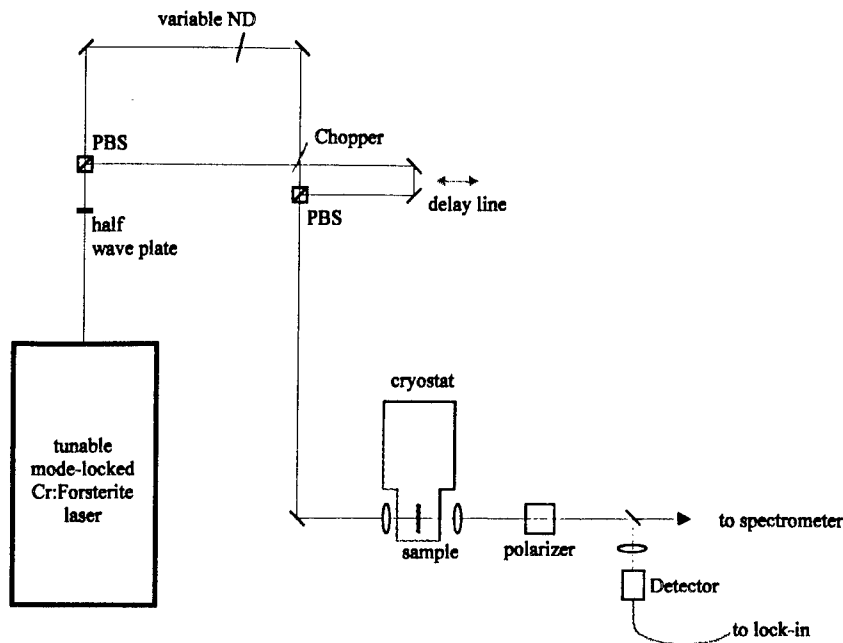 variable ND
PBS
Chopper
delay line
PBS
half
wave plate
cryostat
tunable
mode-locked
Cr:Forsterite
laser
sample
polarizer
to spectrometer
Detector
to lock-in